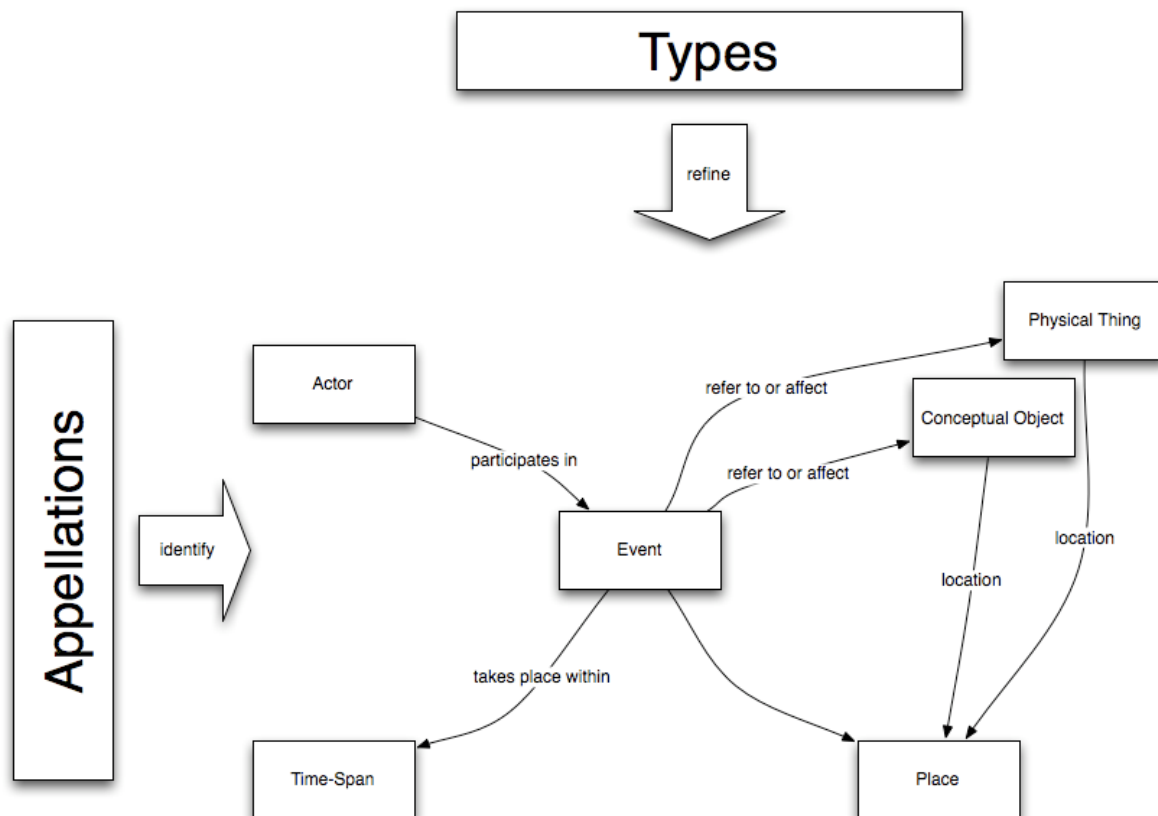 Types
refine
Physical Thing
Actor
refer to or affect
Conceptual Object
participates in
refer to or affect
Appellations
identify
Event
location
location
takes place within
Time-Span
Place